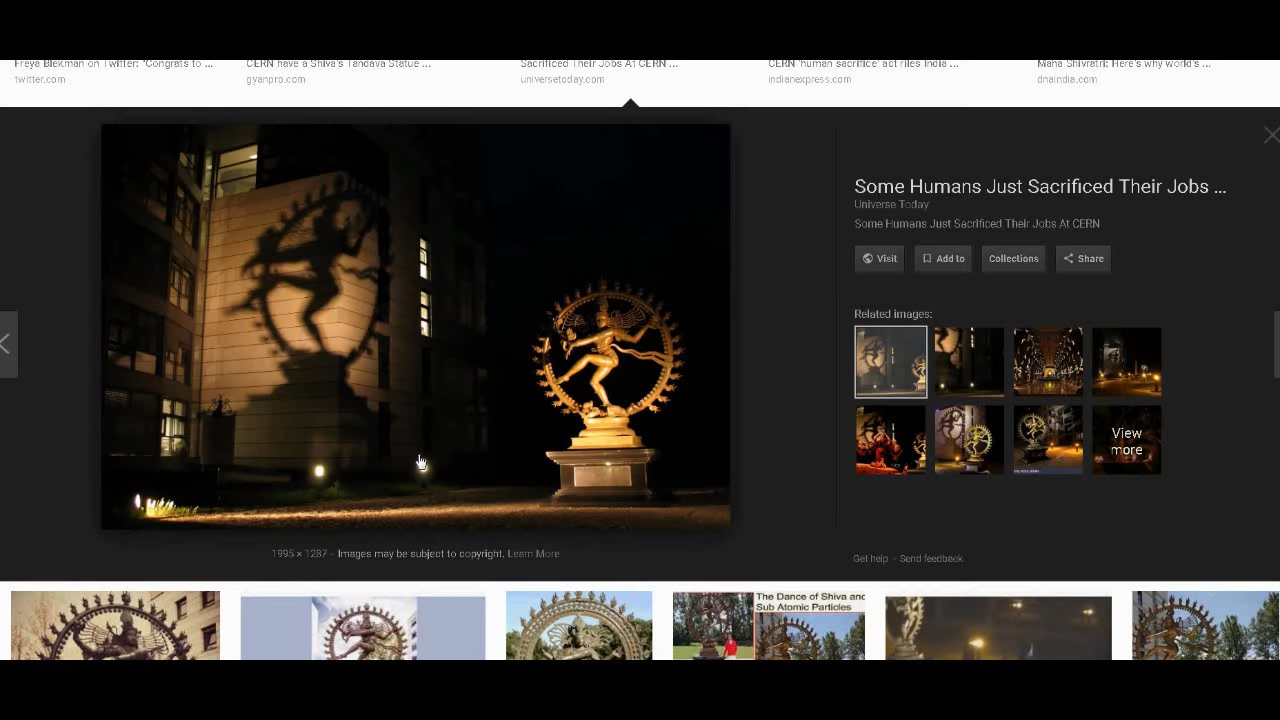 Freya Blekman on Twitter: "Congrats to ...
twitter.com
CERN have a Shiva's Tandava Statue ...
gyanpro.com
Sacrificed Their Jobs At CERN ...
universetoday.com
CERN 'human sacrifice' act riles India ...
indianexpress.com
Maha Shivratri: Here's why world's ...
dnaindia.com
Some Humans Just Sacrificed Their Jobs ...
Universe Today
Some Humans Just Sacrificed Their Jobs At CERN
Visit
Add to
Collections
Share
Related images:
View
more
1995 × 1287 - Images may be subject to copyright. Learn More
Get help - Send feedback
The Dance of Shiva and
Sub Atomic Particles